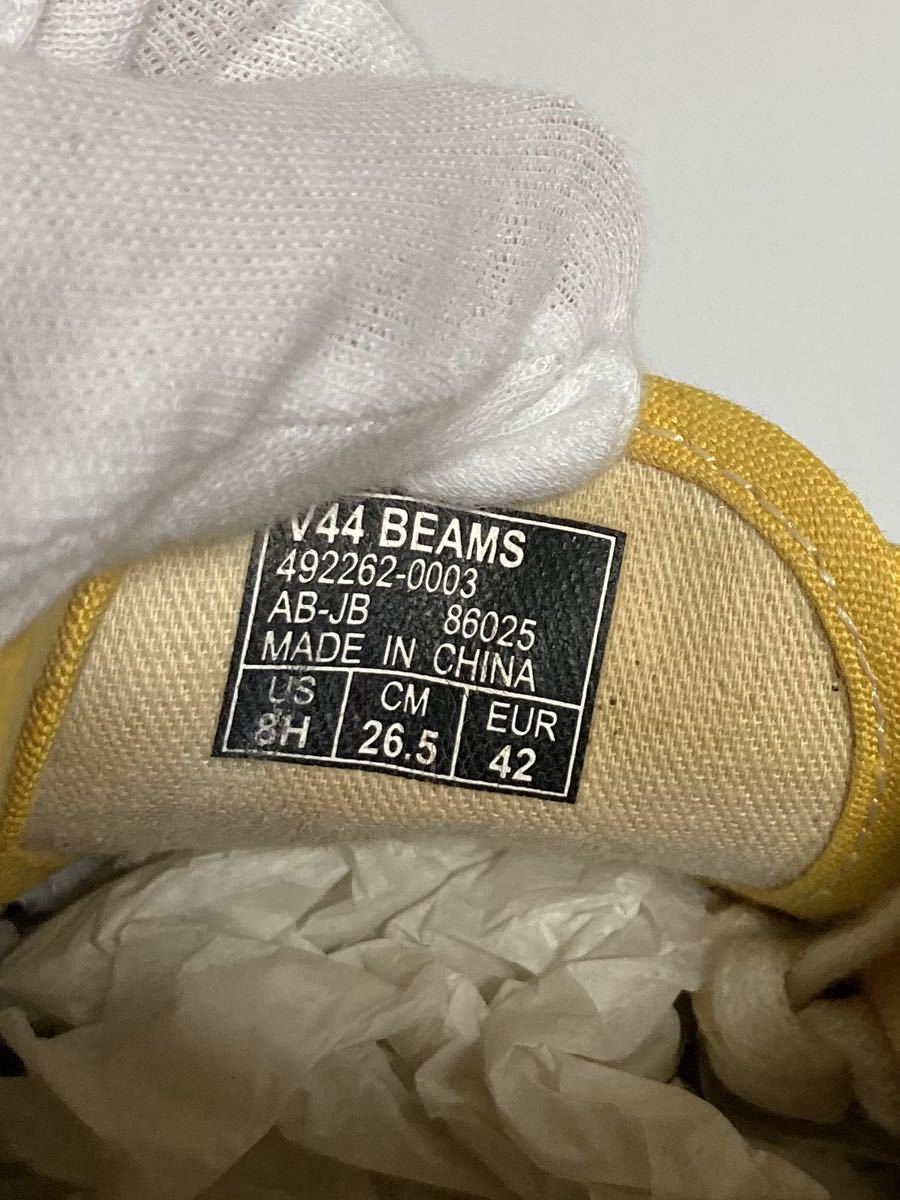 V44 BEAMS
492262-0003
AB-JB 86025
MADE IN CHINA
US CM EUR
8H 26.5 42